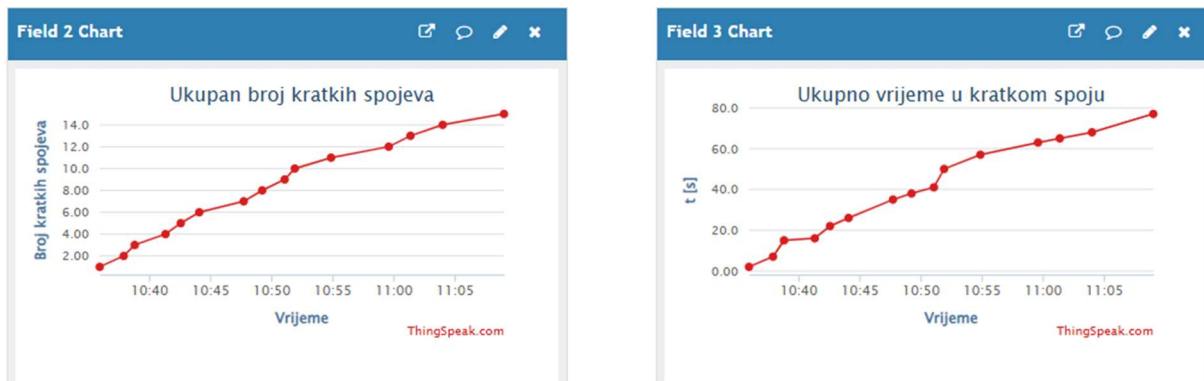 Field 2 Chart
Ukupan broj kratkih spojeva
Broj kratkih spojeva
14.0
12.0
10.0
8.00
6.00
4.00
2.00
10:40 10:45 10:50 10:55 11:00 11:05
Vrijeme
ThingSpeak.com
Field 3 Chart
Ukupno vrijeme u kratkom spoju
t [s]
80.0
60.0
40.0
20.0
0.00
10:40 10:45 10:50 10:55 11:00 11:05
Vrijeme
ThingSpeak.com